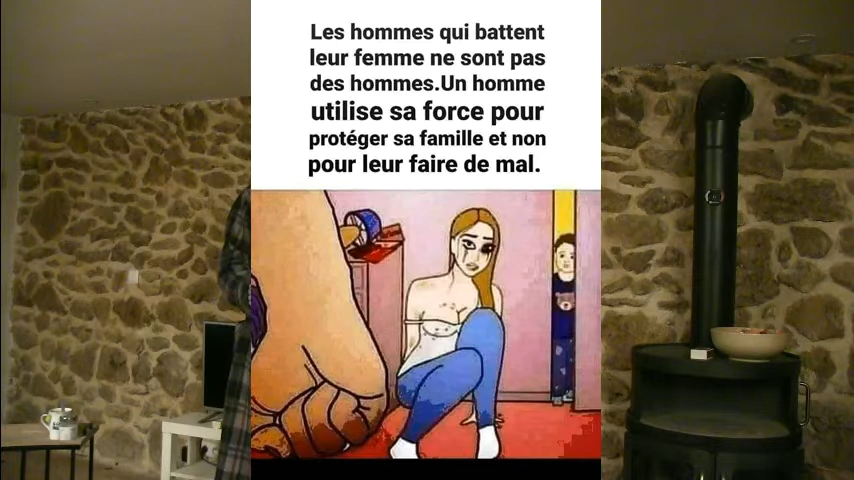 Les hommes qui battent
leur femme ne sont pas
des hommes.Un homme
utilise sa force pour
protéger sa famille et non
pour leur faire de mal.